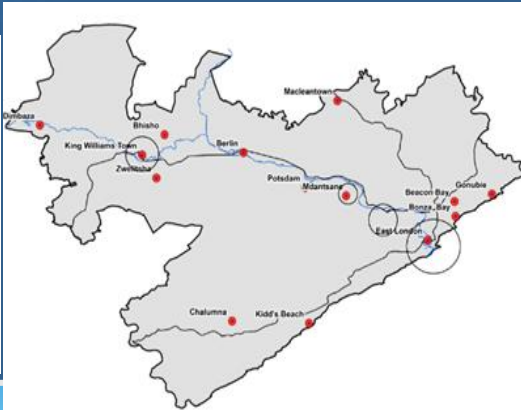 Macleantown
Dimbaza
Bhisho
King Williams Town
Berlin
Zwelitsha
Potsdam
Mdantsane
Beacon Bay
Gonubie
Bonza Bay
East London
Chalumna
Kidd's Beach